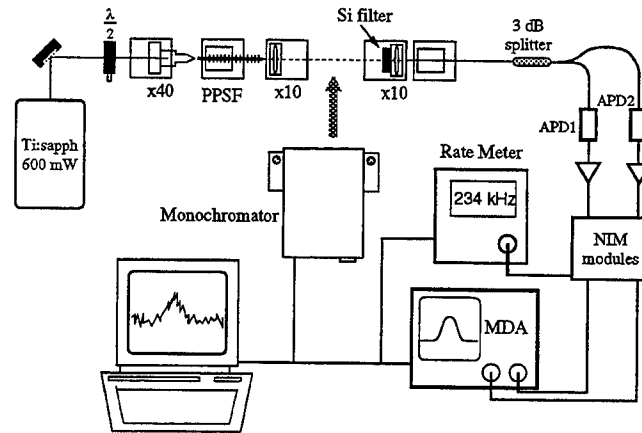 λ
2
Si filter
3 dB
splitter
x40
PPSF
x10
x10
APD1
APD2
Ti:sapph
600 mW
Rate Meter
234 kHz
Monochromator
NIM
modules
MDA